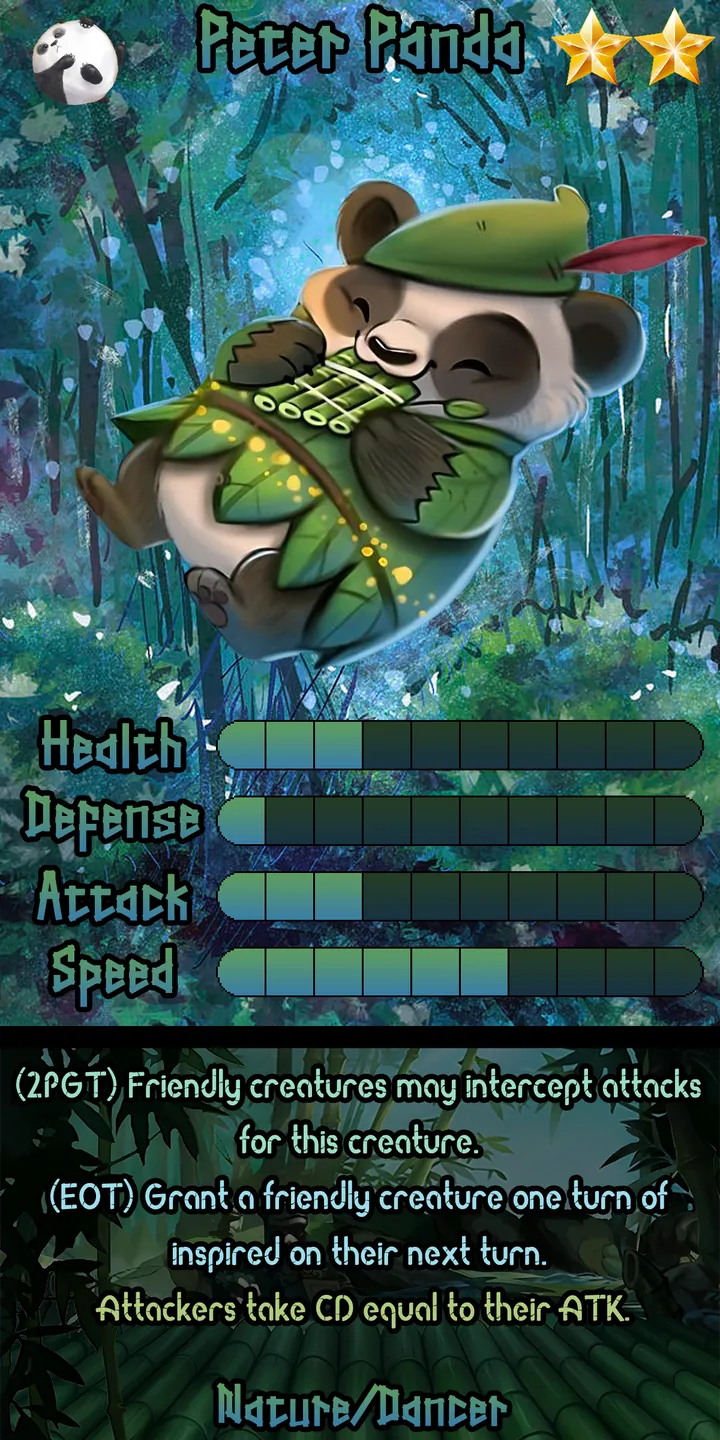 Peter Panda
Health
Defense
Attack
Speed
(2PGT) Friendly creatures may intercept attacks
for this creature.
(EOT) Grant a friendly creature one turn of
inspired on their next turn.
Attackers take CD equal to their ATK.
Nature/Dancer